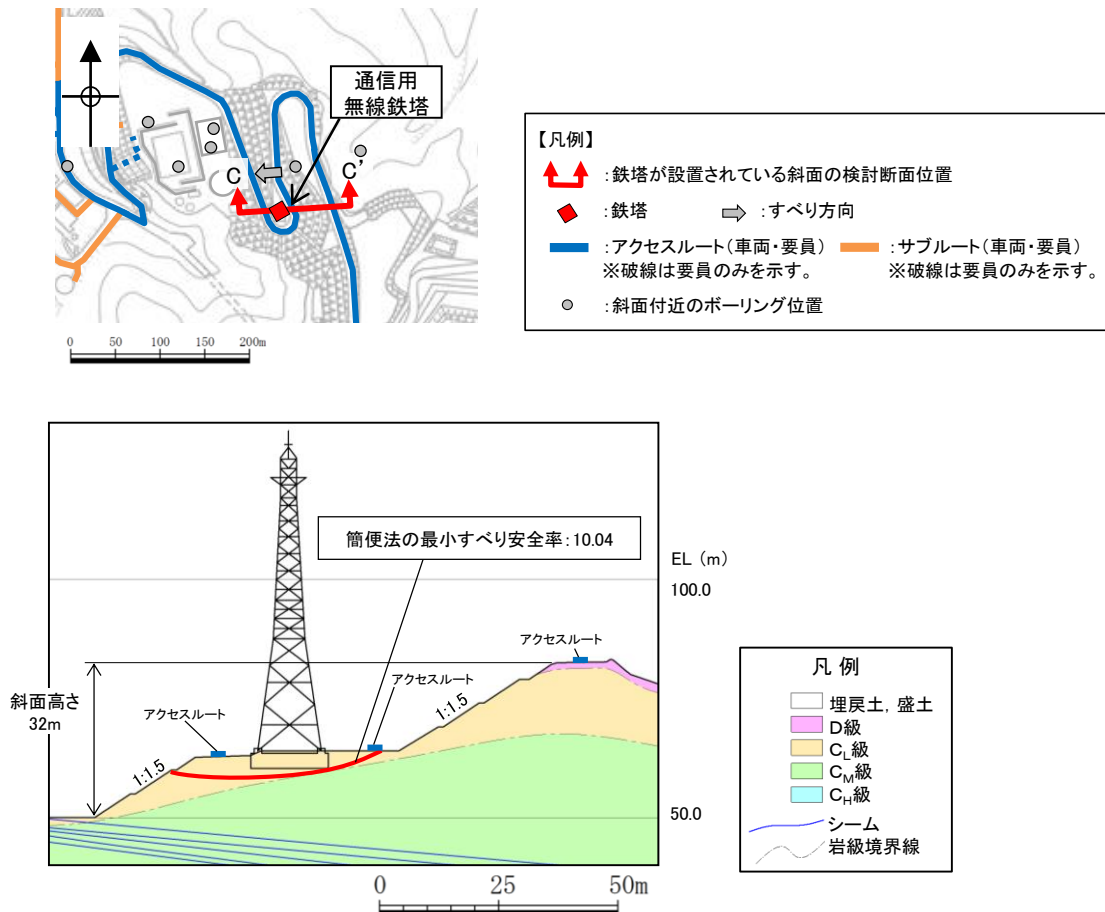 通信用
無線鉄塔
C
C’
0 50 100 150 200m
【凡例】
：鉄塔が設置されている斜面の検討断面位置
：鉄塔
：すべり方向
：アクセスルート（車両・要員）
※破線は要員のみを示す。
：サブルート（車両・要員）
※破線は要員のみを示す。
：斜面付近のボーリング位置
簡便法の最小すべり安全率：10.04
EL（m）
100.0
アクセスルート
斜面高さ
32m
アクセスルート
アクセスルート
1:1.5
1:1.5
50.0
0 25 50m
凡 例
埋戻土，盛土
D級
CL級
CM級
CH級
シーム
岩級境界線